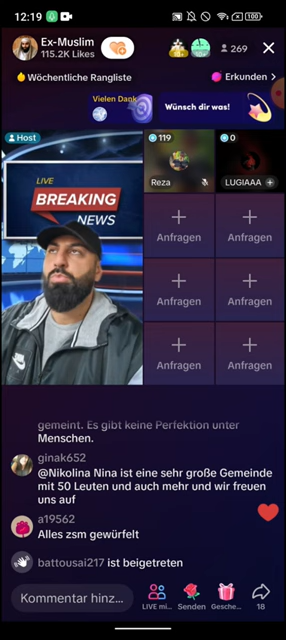 12:19
100
Ex-Muslim
115.2K Likes
269
Wöchentliche Rangliste
Erkunden
Vielen Dank
Wünsch dir was!
Host
119
0
LIVE
BREAKING
NEWS
Reza
LUGIAAA
Anfragen
Anfragen
Anfragen
Anfragen
Anfragen
Anfragen
gemeint. Es gibt keine Perfektion unter
Menschen.
ginak652
@Nikolina Nina ist eine sehr große Gemeinde
mit 50 Leuten und auch mehr und wir freuen
uns auf
a19562
Alles zsm gewürfelt
battousai217 ist beigetreten
Kommentar hinz...
LIVE mi...
Senden
Gesche...
18